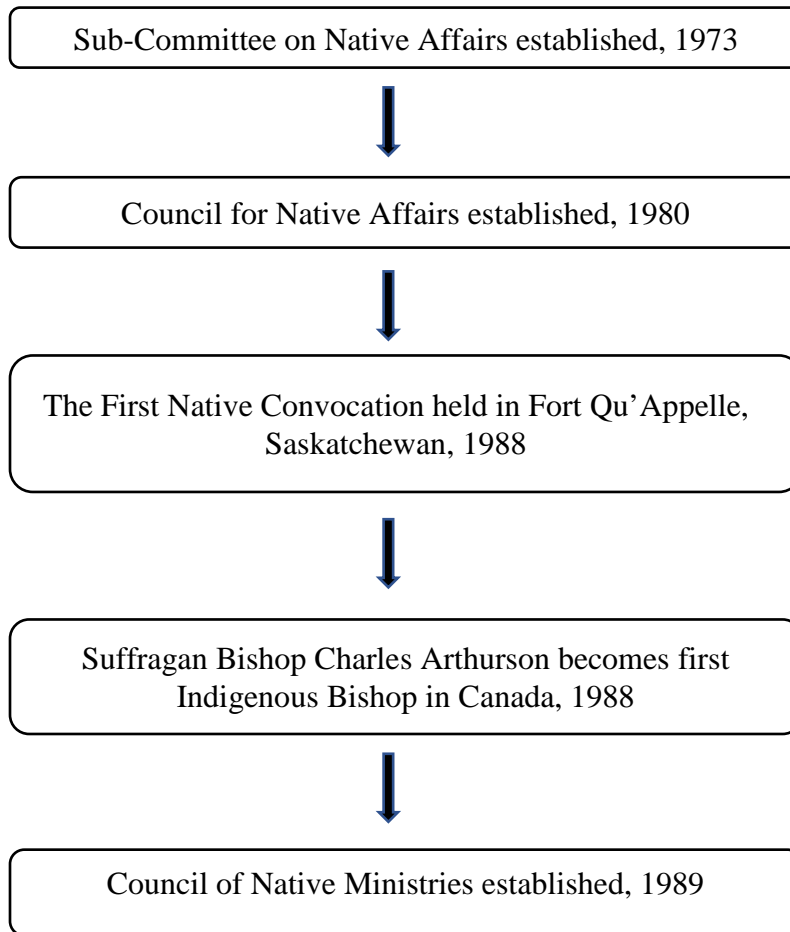 Sub-Committee on Native Affairs established, 1973
Council for Native Affairs established, 1980
The First Native Convocation held in Fort Qu’Appelle,
Saskatchewan, 1988
Suffragan Bishop Charles Arthurson becomes first
Indigenous Bishop in Canada, 1988
Council of Native Ministries established, 1989